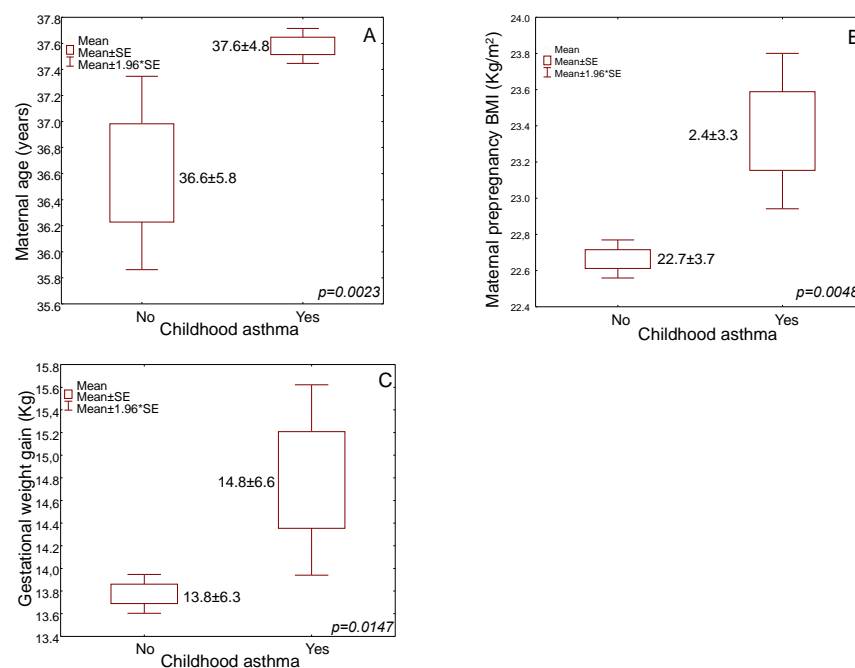 A
Maternal age (years)
37.8
37.6
37.4
37.2
37.0
36,8
36.6
36.4
36.2
36.0
35.8
35.6
Mean
Mean±SE
Mean±1.96*SE
37.6±4.8
36.6±5.8
p=0.0023
No
Yes
Childhood asthma
B
Maternal prepregnancy BMI (Kg/m²)
24.0
23.8
23.6
23.4
23.2
23.0
22.8
22.6
22.4
Mean
Mean±SE
Mean±1.96*SE
2.4±3.3
22.7±3.7
p=0.0048
No
Yes
Childhood asthma
C
Gestational weight gain (Kg)
15.8
15.6
15,4
15.2
15,0
14.8
14.6
14.4
14.2
14,0
13.8
13.6
13.4
Mean
Mean±SE
Mean±1.96*SE
14.8±6.6
13.8±6.3
p=0.0147
No
Yes
Childhood asthma